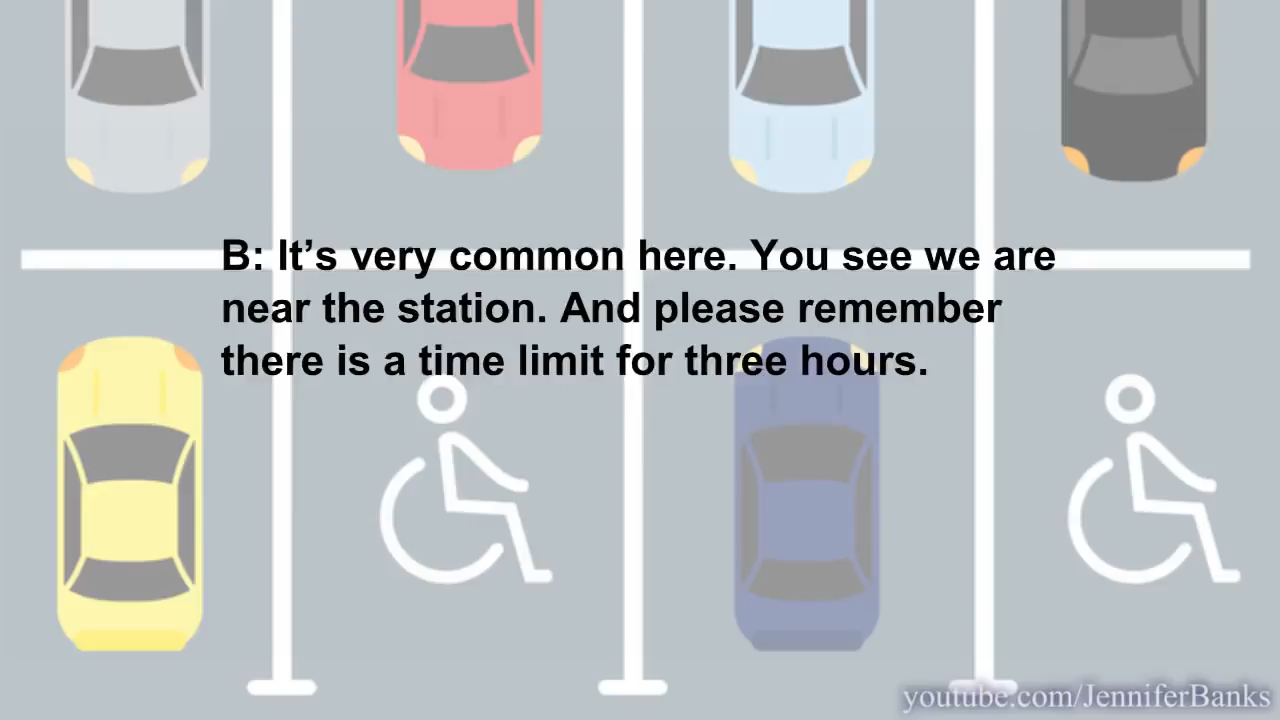 B: It’s very common here. You see we are
near the station. And please remember
there is a time limit for three hours.
youtube.com/JenniferBanks